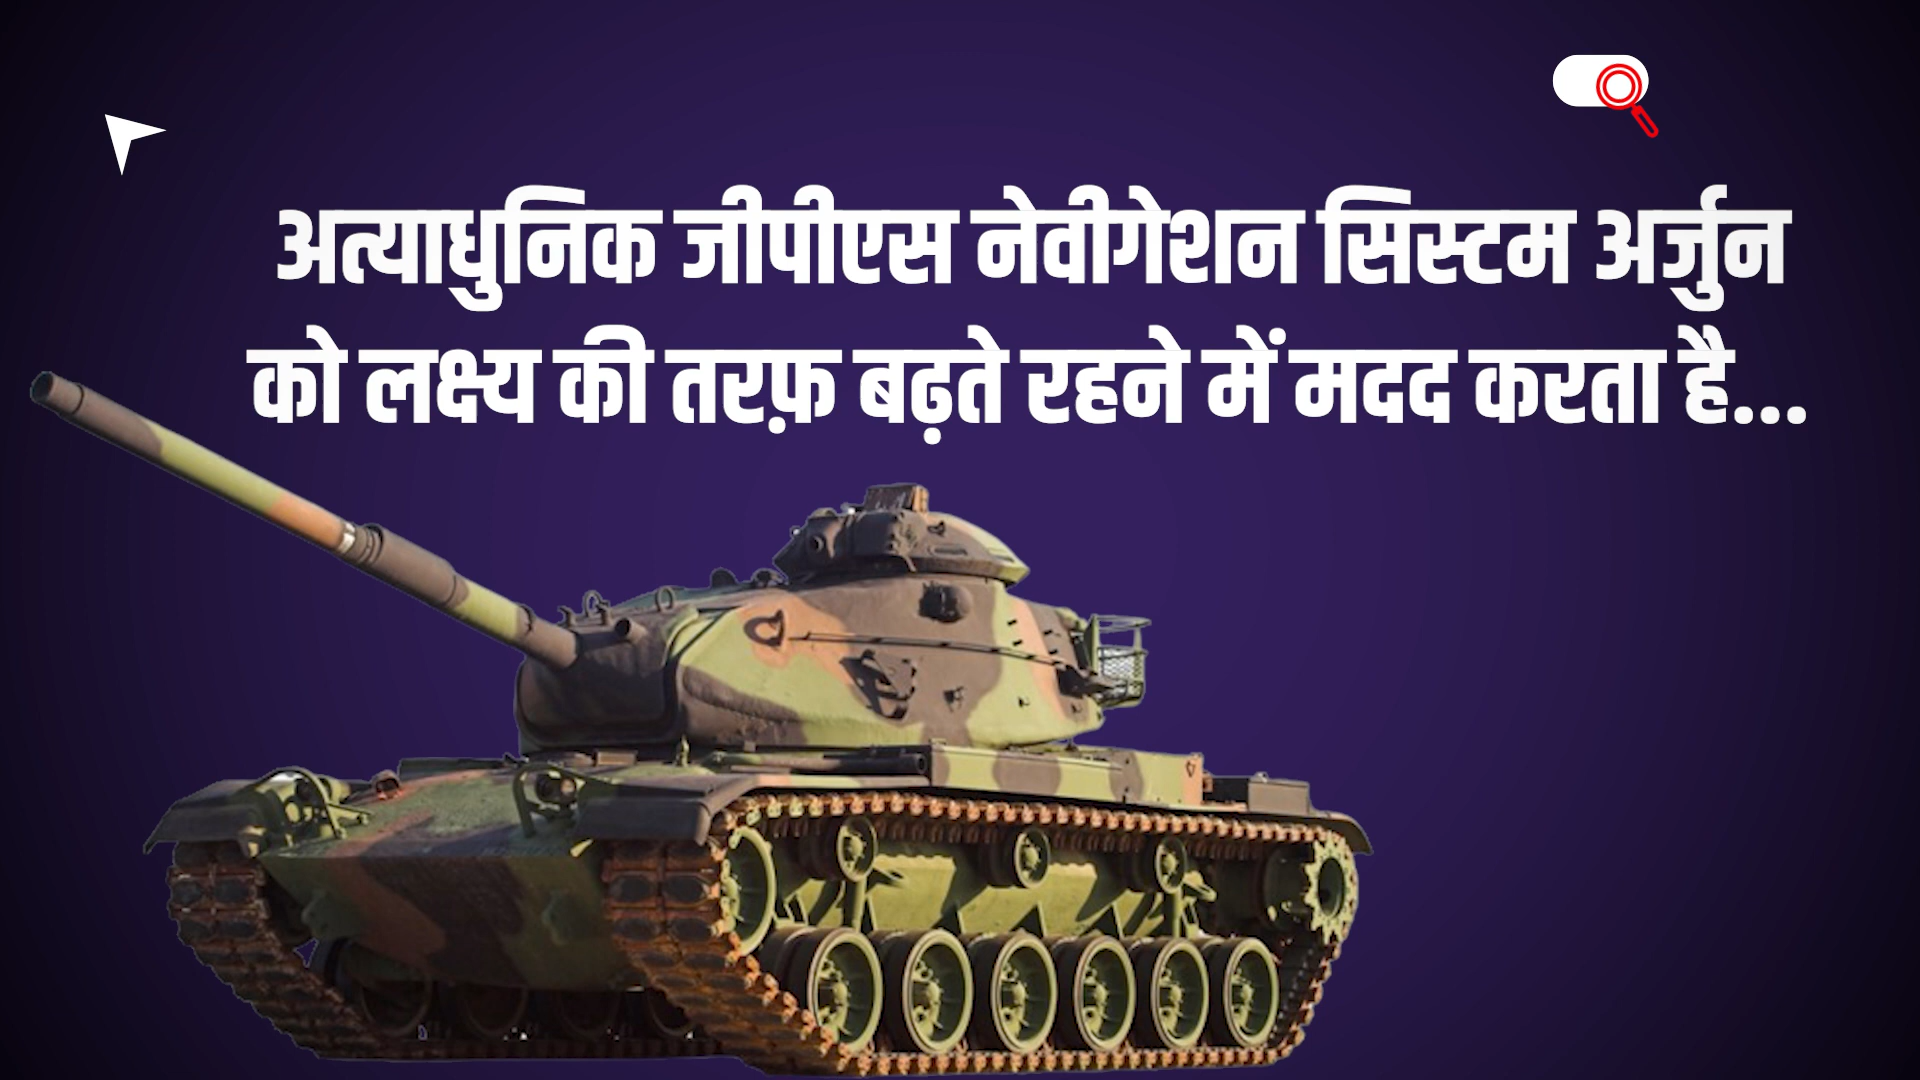 अत्याधुनिक जीपीएस नेवीगेशन सिस्टम अर्जुन
को लक्ष्य की तरफ़ बढ़ते रहने में मदद करता है...